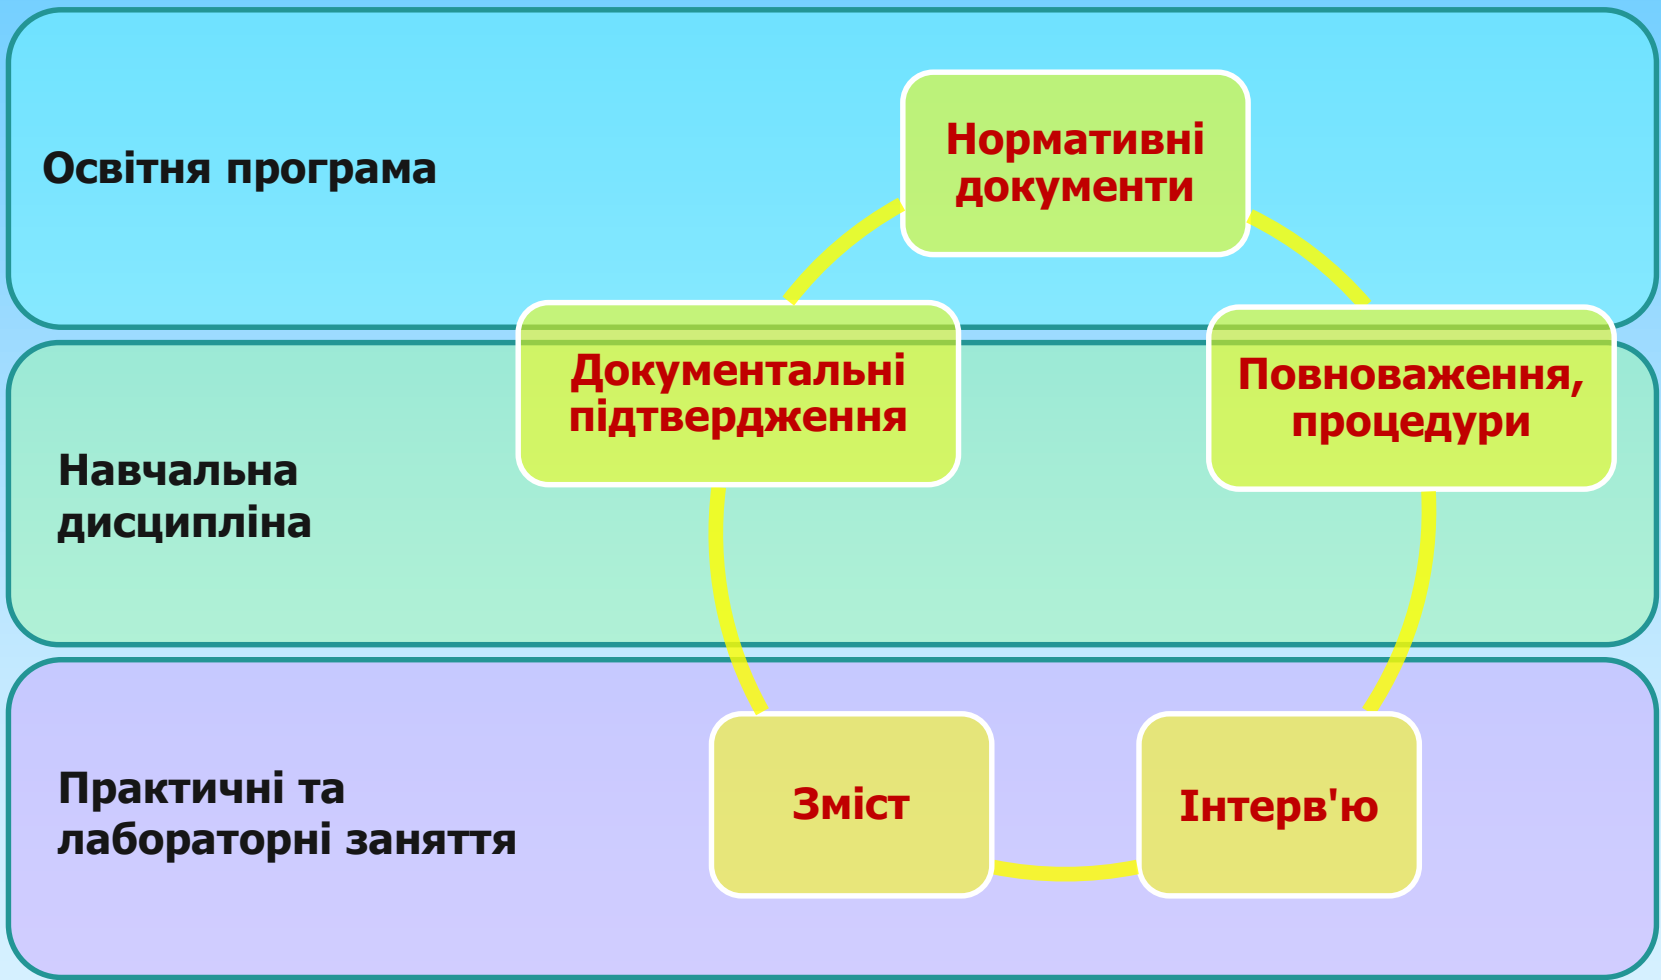 Освітня програма
Нормативні
документи
Документальні
підтвердження
Повноваження,
процедури
Навчальна
дисципліна
Практичні та
лабораторні заняття
Зміст
Інтерв'ю